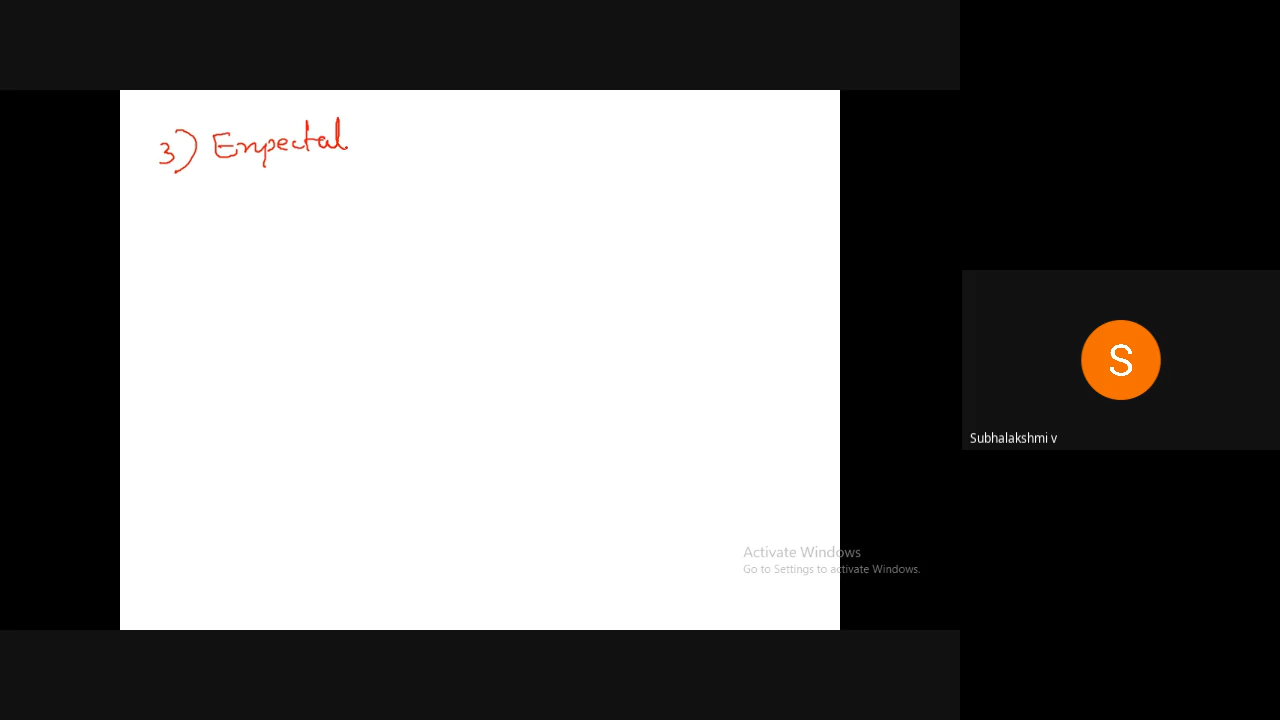 3) Expectal
S
Subhalakshmi v
Activate Windows
Go to Settings to activate Windows.